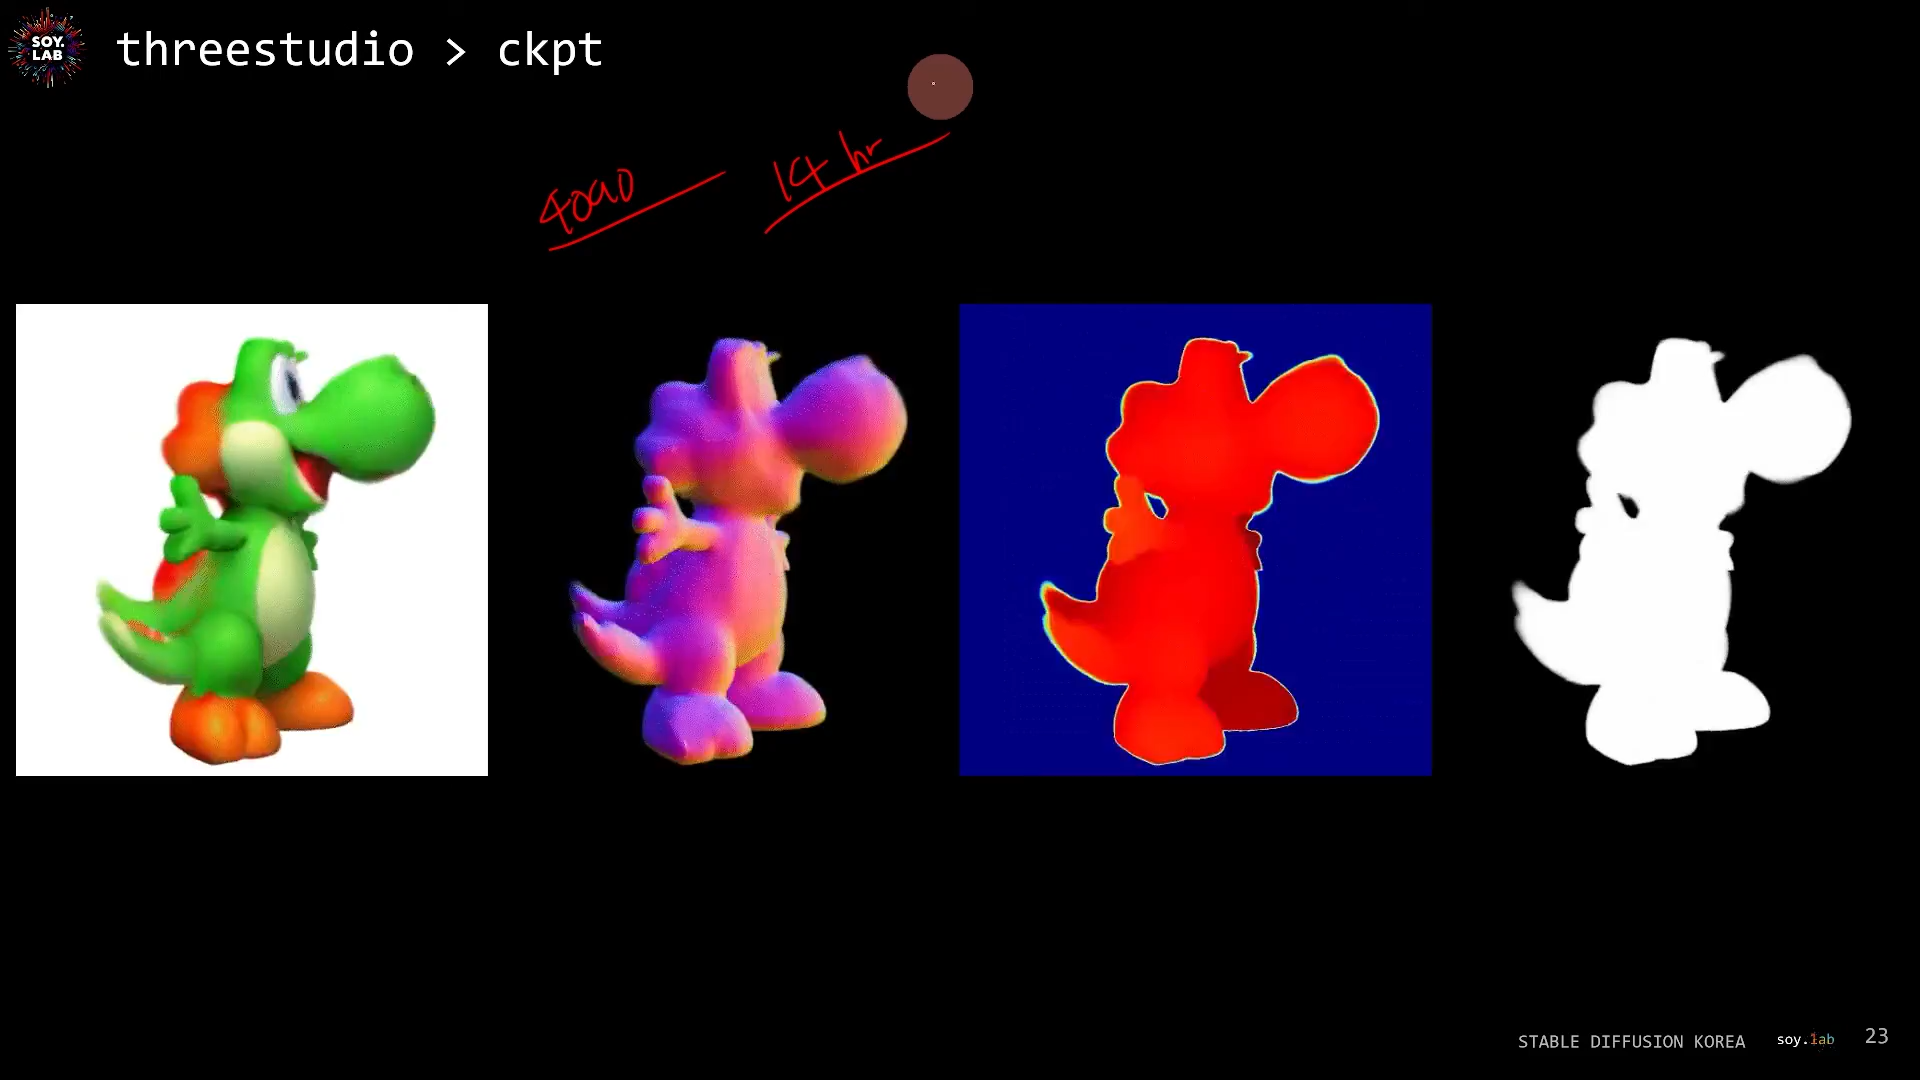 SOY.
LAB
threestudio > ckpt
4090
14 hr
STABLE DIFFUSION KOREA
soy.lab
23